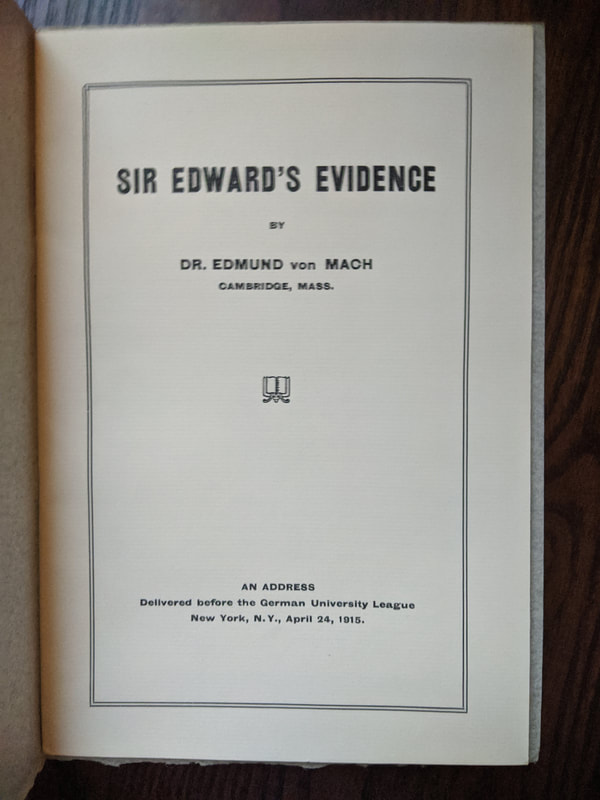 SIR EDWARD'S EVIDENCE
BY
DR. EDMUND von MACH
CAMBRIDGE, MASS.
AN ADDRESS
Delivered before the German University League
New York, N.Y., April 24, 1915.